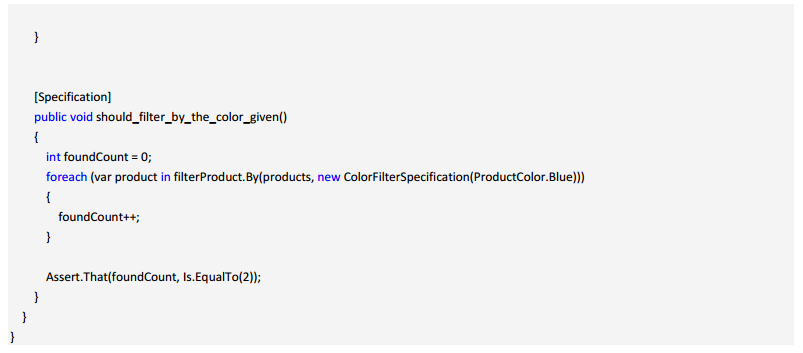 }
[Specification]
public void should_filter_by_the_color_given()
{
int foundCount = 0;
foreach (var product in filterProduct.By(products, new ColorFilterSpecification(ProductColor.Blue)))
{
foundCount++;
}
Assert.That(foundCount, Is.EqualTo(2));
}
}
}